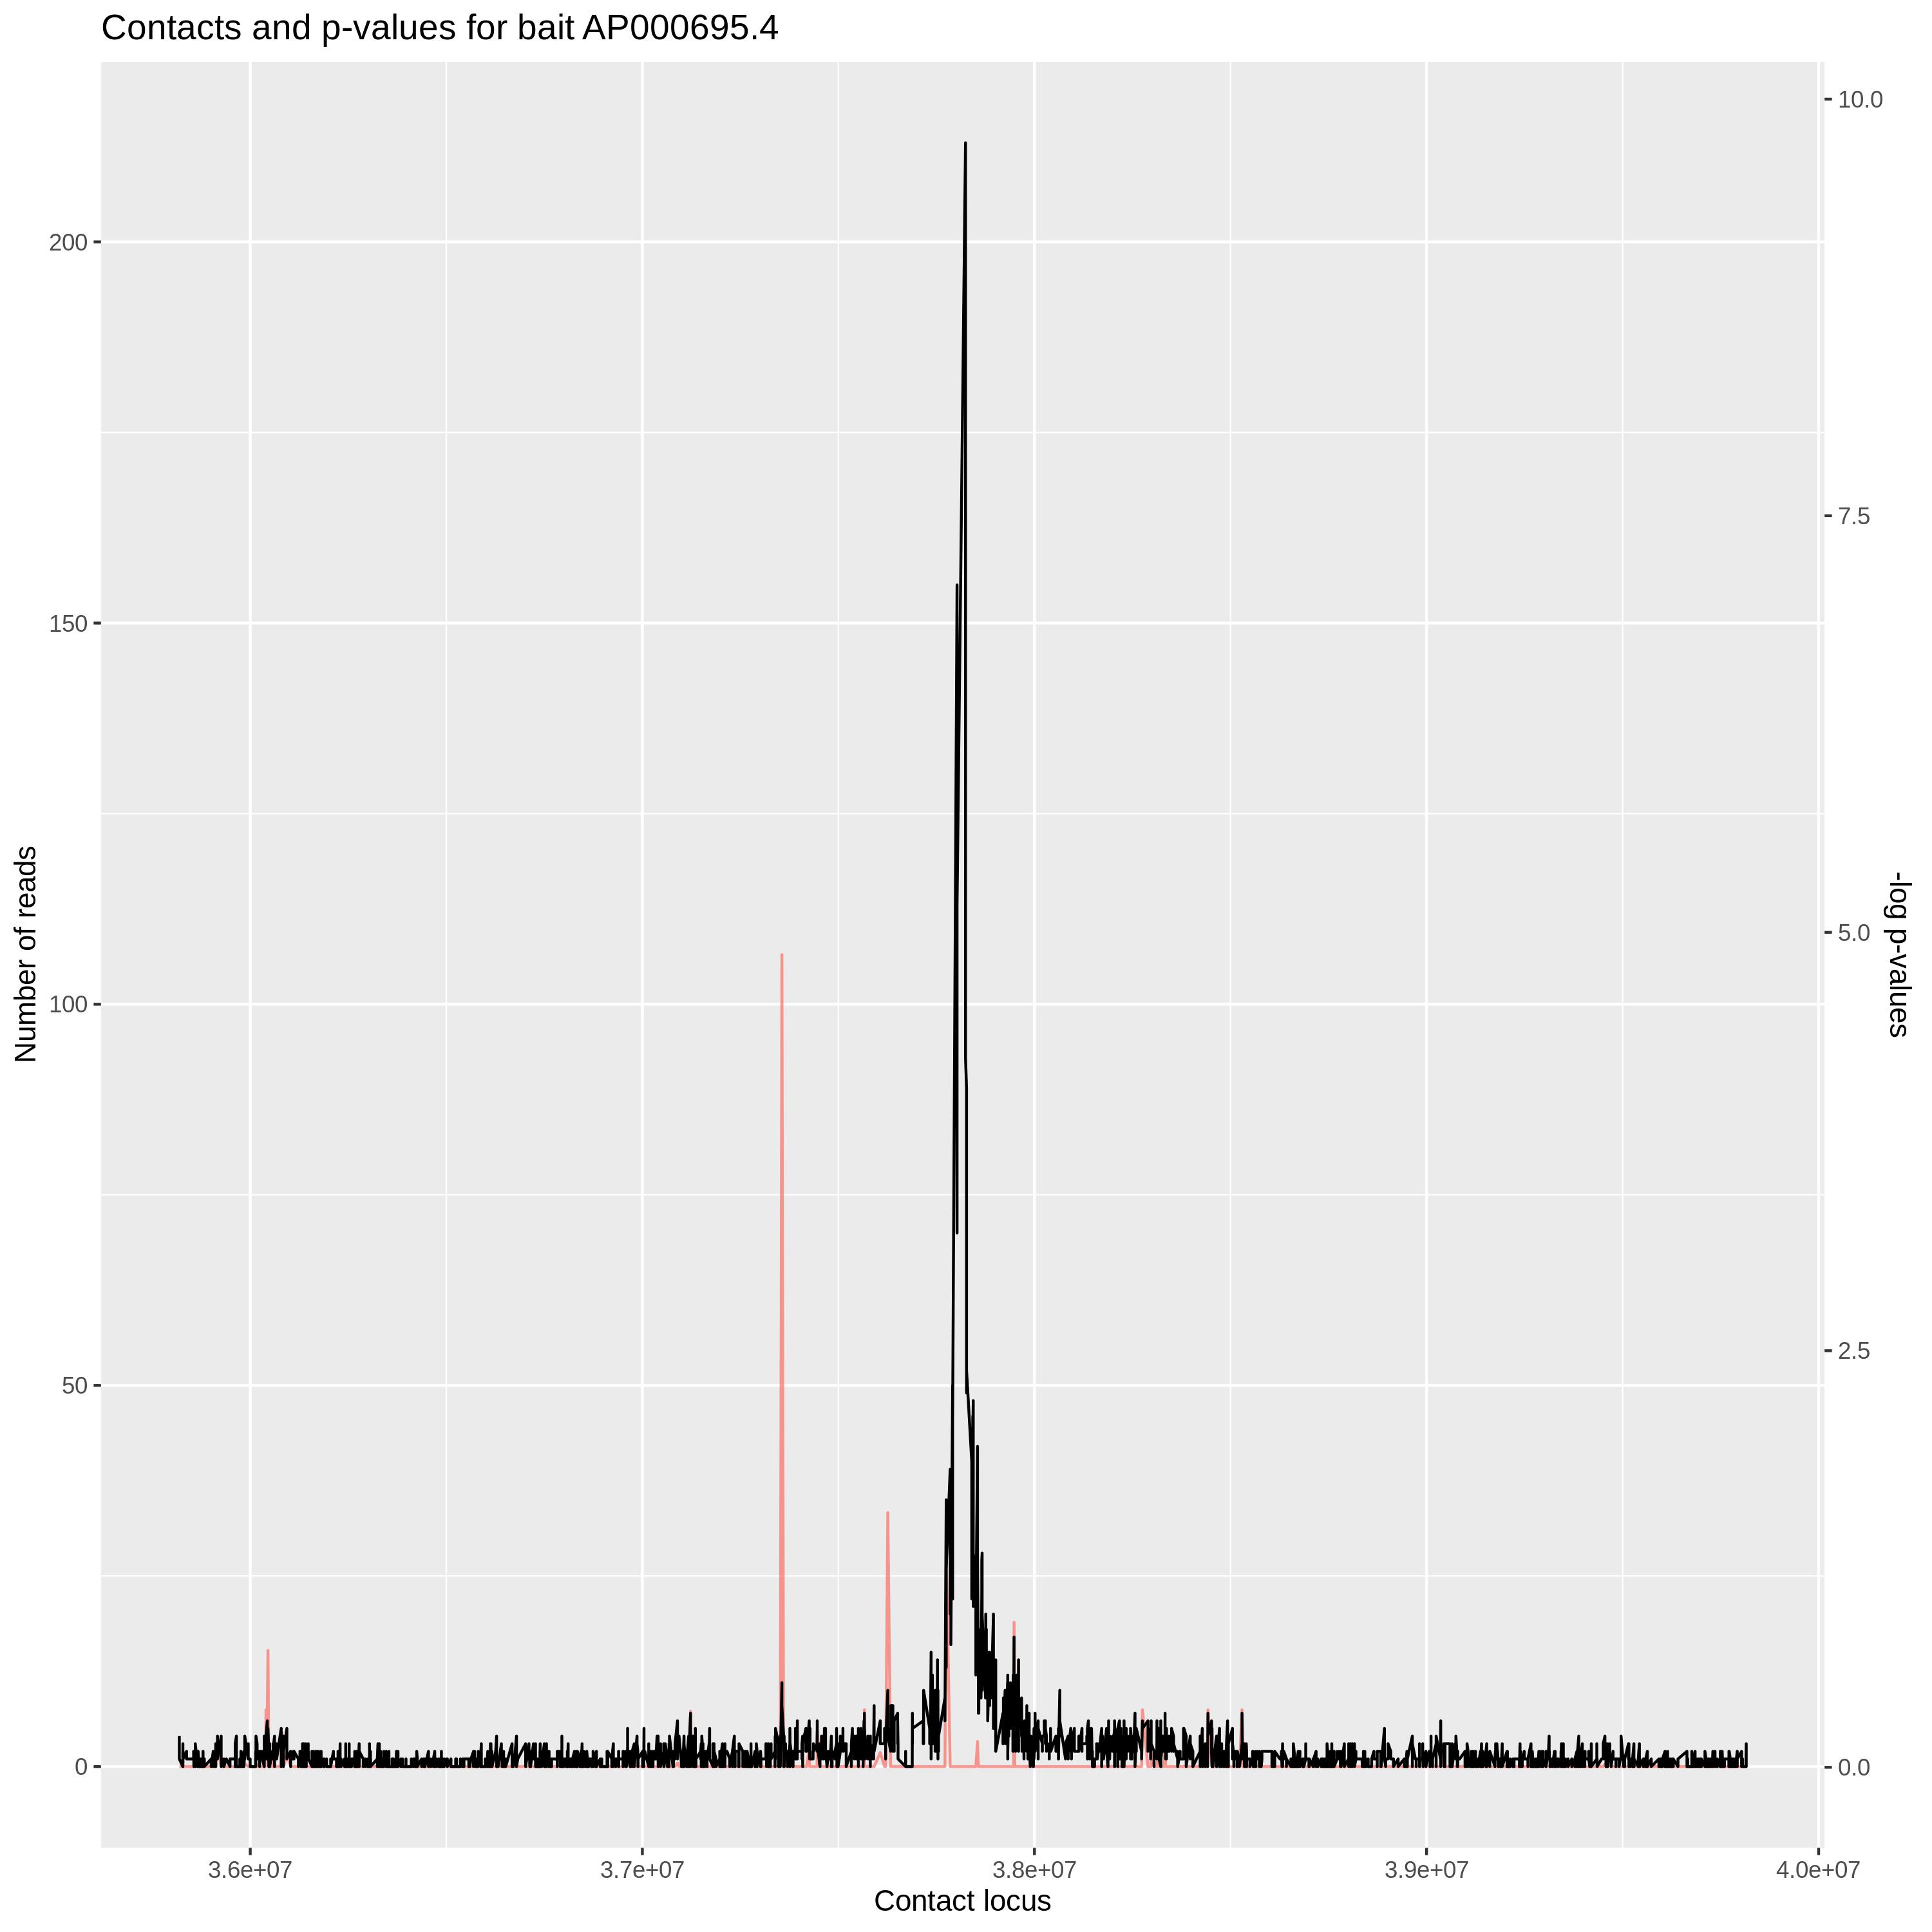 Contacts and p-values for bait AP000695.4
Number of reads
200
150
100
50
0
10.0
7.5
5.0
2.5
0.0
-log p-values
3.6e+07
3.7e+07
3.8e+07
3.9e+07
4.0e+07
Contact locus